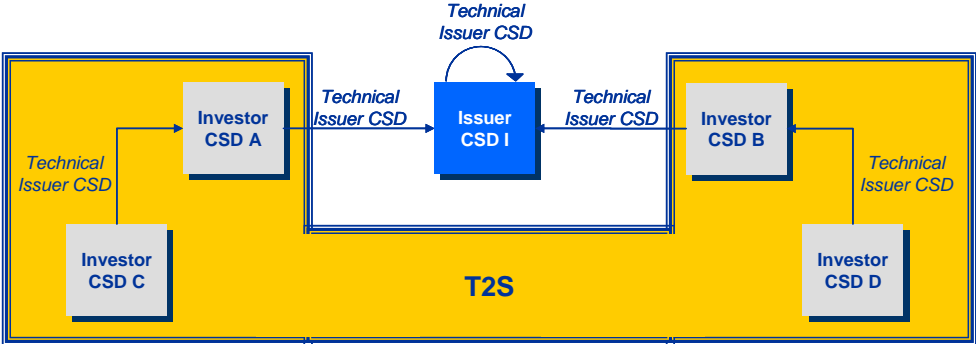 Technical
Issuer CSD
Investor
CSD A
Technical
Issuer CSD
Issuer
CSD I
Technical
Issuer CSD
Investor
CSD B
Technical
Issuer CSD
Technical
Issuer CSD
Investor
CSD C
T2S
Investor
CSD D